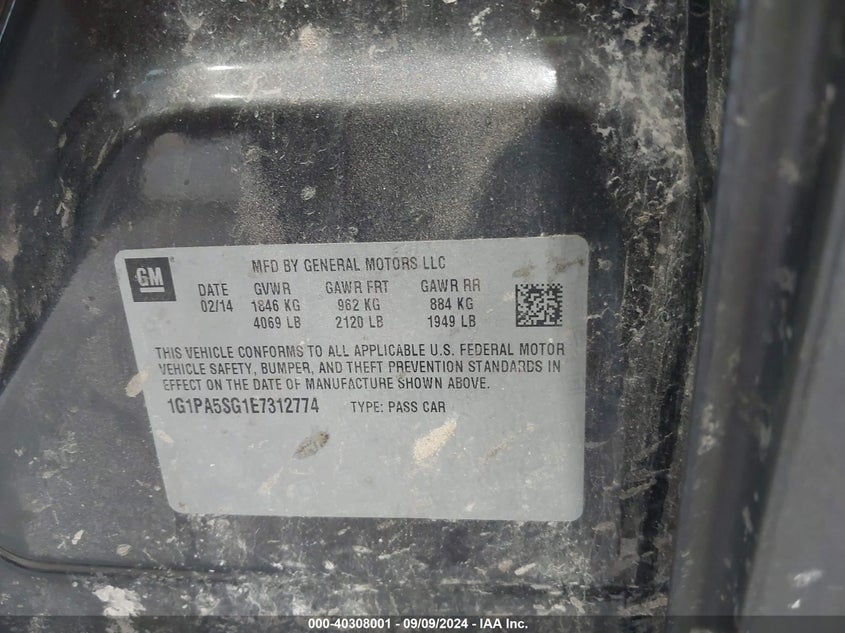 GM
MFD BY GENERAL MOTORS LLC
DATE GVWR GAWR FRT GAWR RR
02/14 1846 KG 962 KG 884 KG
4069 LB 2120 LB 1949 LB
THIS VEHICLE CONFORMS TO ALL APPLICABLE U.S. FEDERAL MOTOR
VEHICLE SAFETY, BUMPER, AND THEFT PREVENTION STANDARDS IN
EFFECT ON THE DATE OF MANUFACTURE SHOWN ABOVE.
1G1PA5SG1E7312774 TYPE: PASS CAR
000-40308001 - 09/09/2024 - IAA Inc.